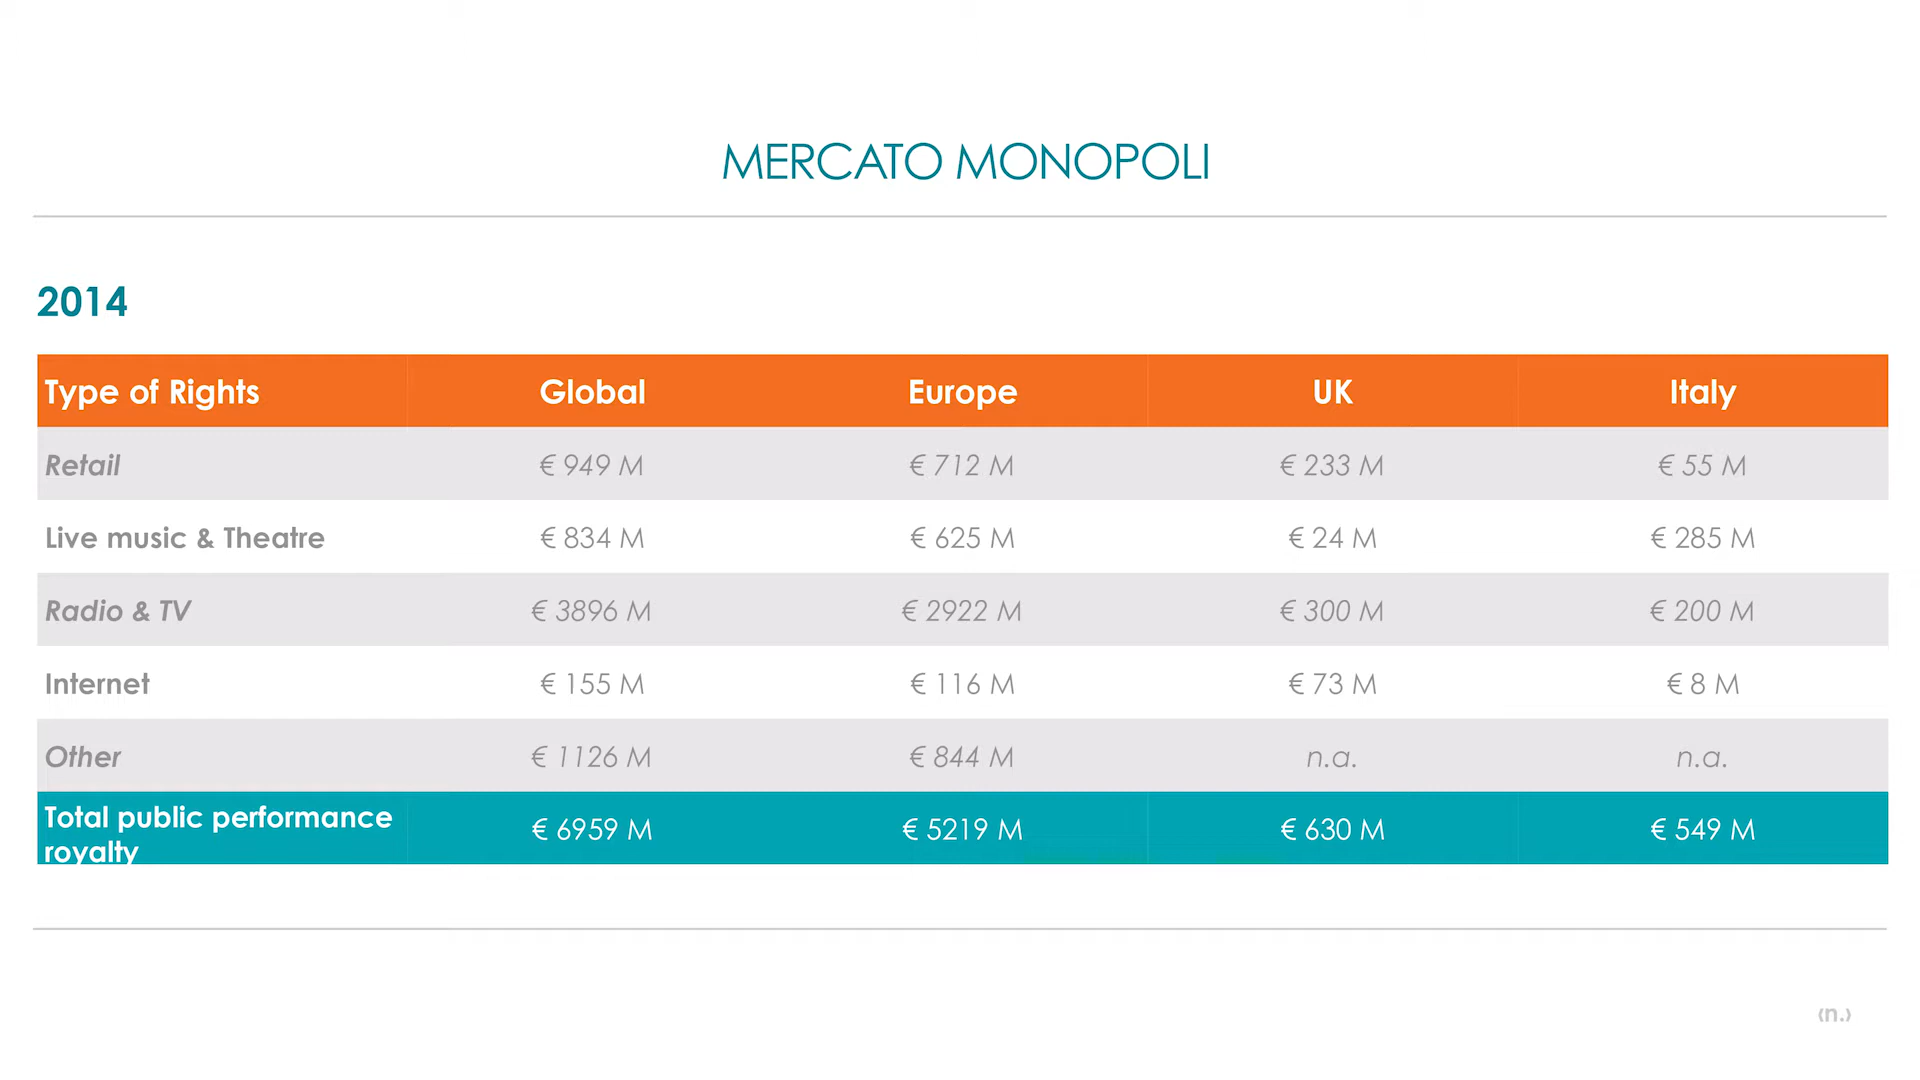 MERCATO MONOPOLI
2014
Type of Rights Global Europe UK Italy
Retail € 949 M € 712 M € 233 M € 55 M
Live music & Theatre € 834 M € 625 M € 24 M € 285 M
Radio & TV € 3896 M € 2922 M € 300 M € 200 M
Internet € 155 M € 116 M € 73 M € 8 M
Other € 1126 M € 844 M n.a. n.a.
Total public performance royalty € 6959 M € 5219 M € 630 M € 549 M
‹n.›